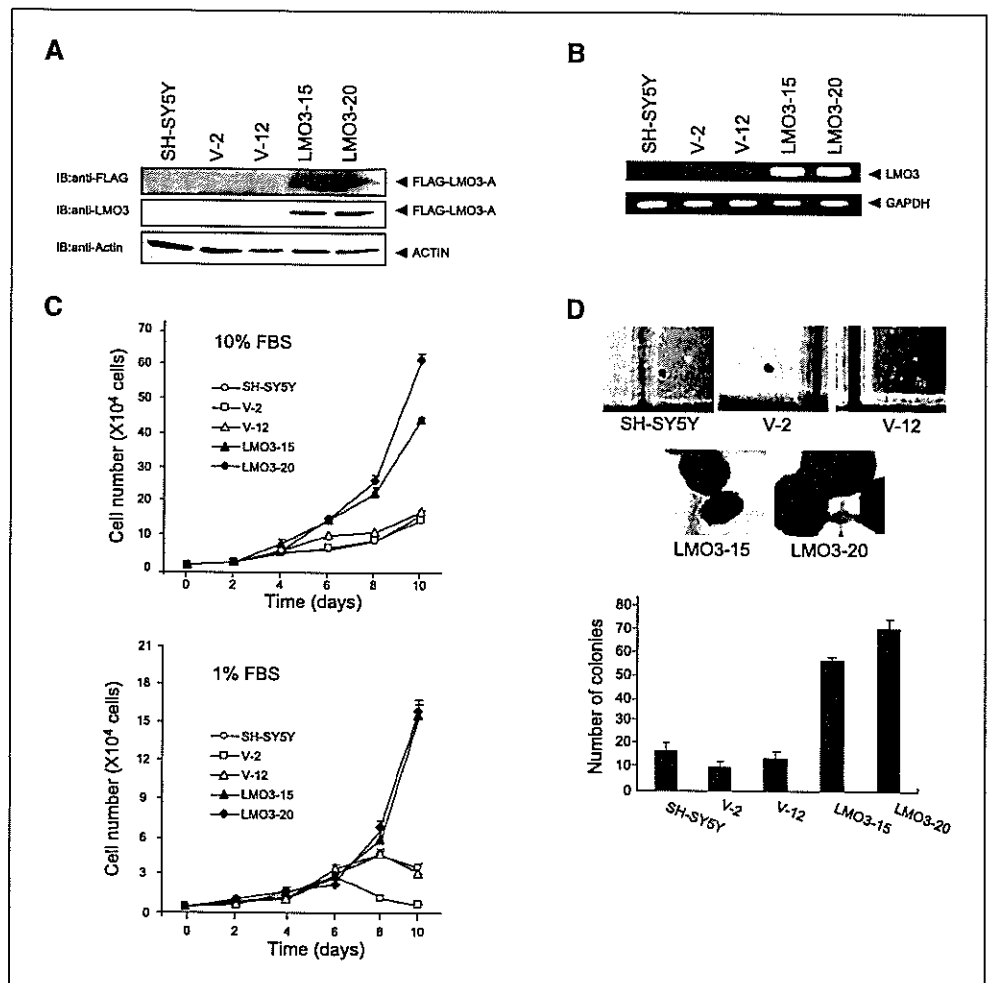 A
SH-SY5Y
V-2
V-12
LMO3-15
LMO3-20
IB:anti-FLAG
FLAG-LMO3-A
IB:anti-LMO3
FLAG-LMO3-A
IB:anti-Actin
ACTIN
B
SH-SY5Y
V-2
V-12
LMO3-15
LMO3-20
LMO3
GAPDH
C
70
60
50
40
30
20
10
0
Cell number (X10⁴ cells)
10% FBS
SH-SY5Y
V-2
V-12
LMO3-15
LMO3-20
0 2 4 6 8 10
Time (days)
21
18
15
12
9
6
3
0
Cell number (X10⁴ cells)
1% FBS
SH-SY5Y
V-2
V-12
LMO3-15
LMO3-20
0 2 4 6 8 10
Time (days)
D
SH-SY5Y V-2 V-12
LMO3-15 LMO3-20
80
70
60
50
40
30
20
10
0
Number of colonies
SH-SY5Y
V-2
V-12
LMO3-15
LMO3-20